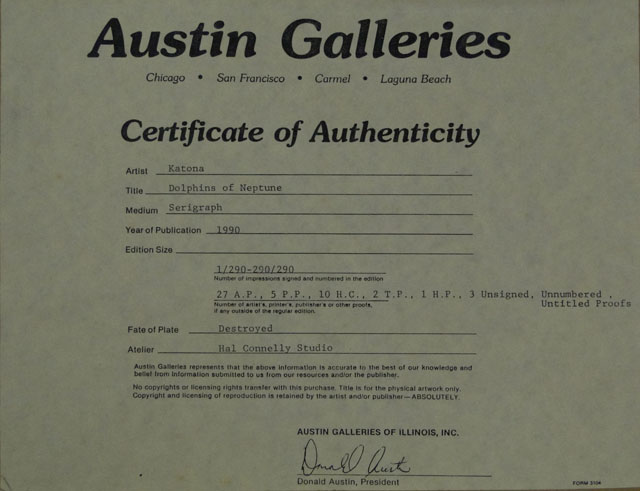 Austin Galleries
Chicago • San Francisco • Carmel • Laguna Beach
Certificate of Authenticity
Artist Katona
Title Dolphins of Neptune
Medium Serigraph
Year of Publication 1990
Edition Size
1/290-290/290
Number of impressions signed and numbered in the edition
27 A.P., 5 P.P., 10 H.C., 2 T.P., 1 H.P., 3 Unsigned, Unnumbered ,
Untitled Proofs
Number of artist's, printer's, publisher's or other proofs,
if any outside of the regular edition.
Fate of Plate Destroyed
Atelier Hal Connelly Studio
Austin Galleries represents that the above information is accurate to the best of our knowledge and
belief from information submitted to us from our resources and/or the publisher.
No copyrights or licensing rights transfer with this purchase. Title is for the physical artwork only.
Copyright and licensing of reproduction is retained by the artist and/or publisher—ABSOLUTELY.
AUSTIN GALLERIES OF ILLINOIS, INC.
Donald Austin
Donald Austin, President
FORM 3104